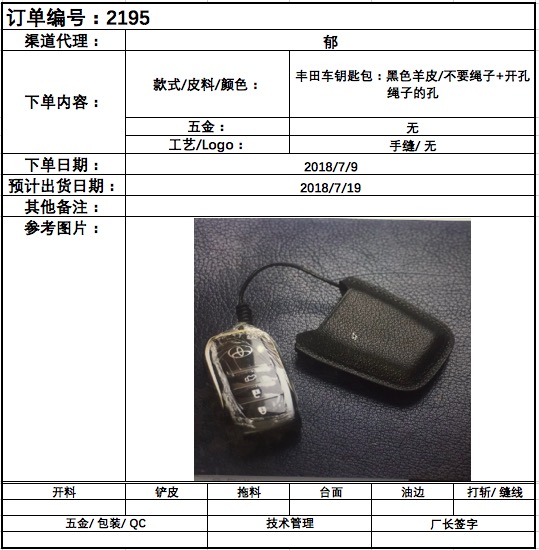 订单编号：2195
渠道代理：
郁
下单内容：
款式/皮料/颜色：
丰田车钥匙包：黑色羊皮/不要绳子+开孔
绳子的孔
五金：
无
工艺/Logo：
手缝/ 无
下单日期：
2018/7/9
预计出货日期：
2018/7/19
其他备注：
参考图片：
开料
铲皮
拖料
台面
油边
打斩/ 缝线
五金/ 包装/ QC
技术管理
厂长签字